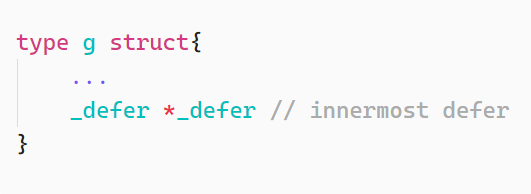 type g struct{
    ...
    _defer *_defer // innermost defer
}